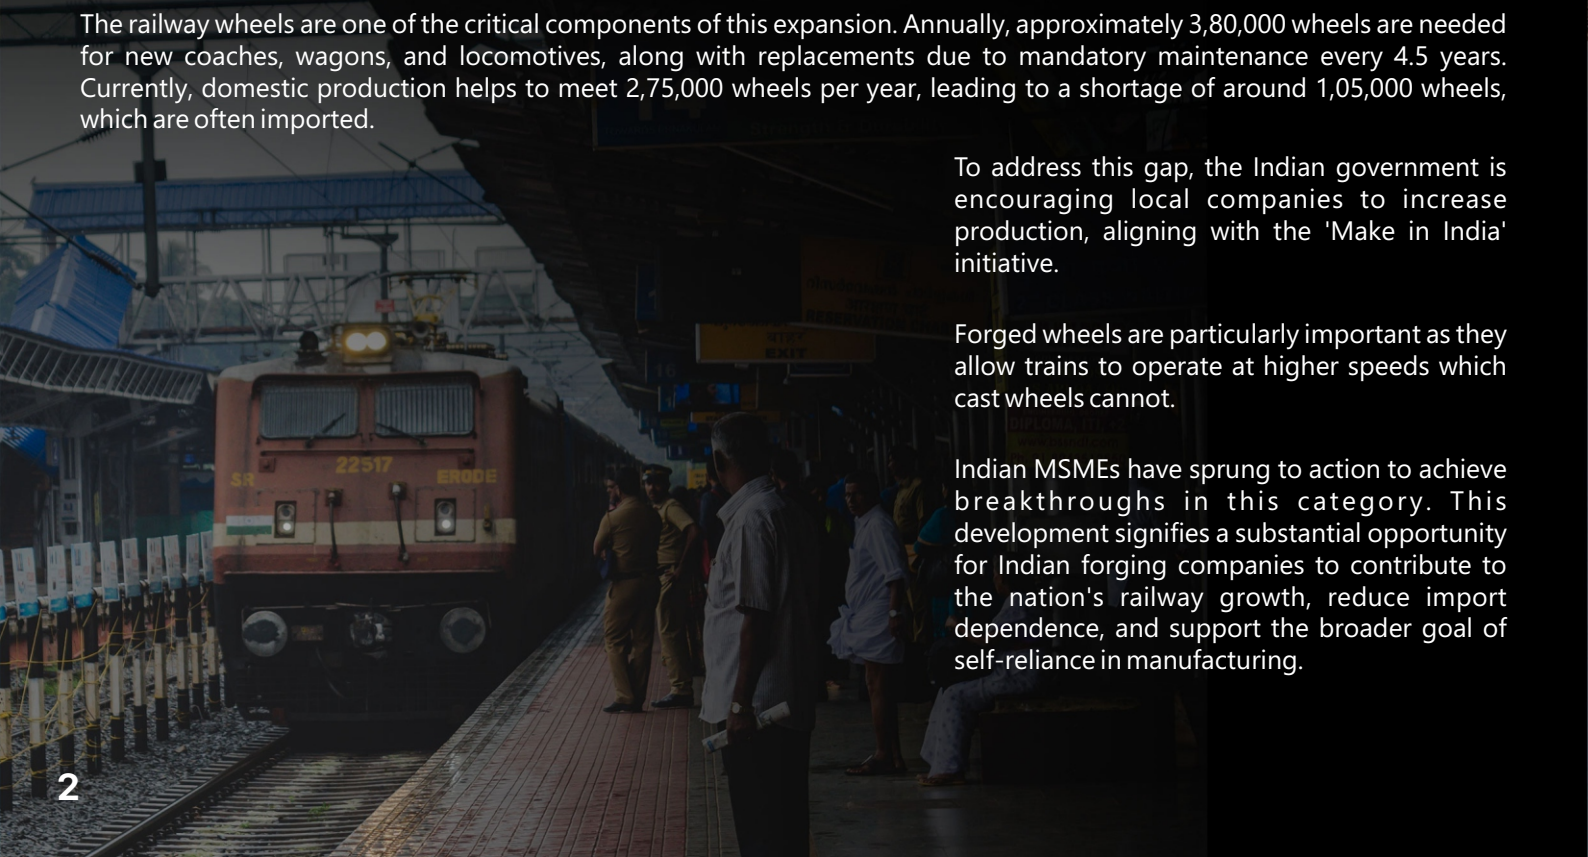 The railway wheels are one of the critical components of this expansion. Annually, approximately 3,80,000 wheels are needed
for new coaches, wagons, and locomotives, along with replacements due to mandatory maintenance every 4.5 years.
Currently, domestic production helps to meet 2,75,000 wheels per year, leading to a shortage of around 1,05,000 wheels,
which are often imported.
To address this gap, the Indian government is
encouraging local companies to increase
production, aligning with the 'Make in India'
initiative.
Forged wheels are particularly important as they
allow trains to operate at higher speeds which
cast wheels cannot.
Indian MSMEs have sprung to action to achieve
breakthroughs in this category. This
development signifies a substantial opportunity
for Indian forging companies to contribute to
the nation's railway growth, reduce import
dependence, and support the broader goal of
self-reliance in manufacturing.
EXIT
22517
SR
ERODE
2